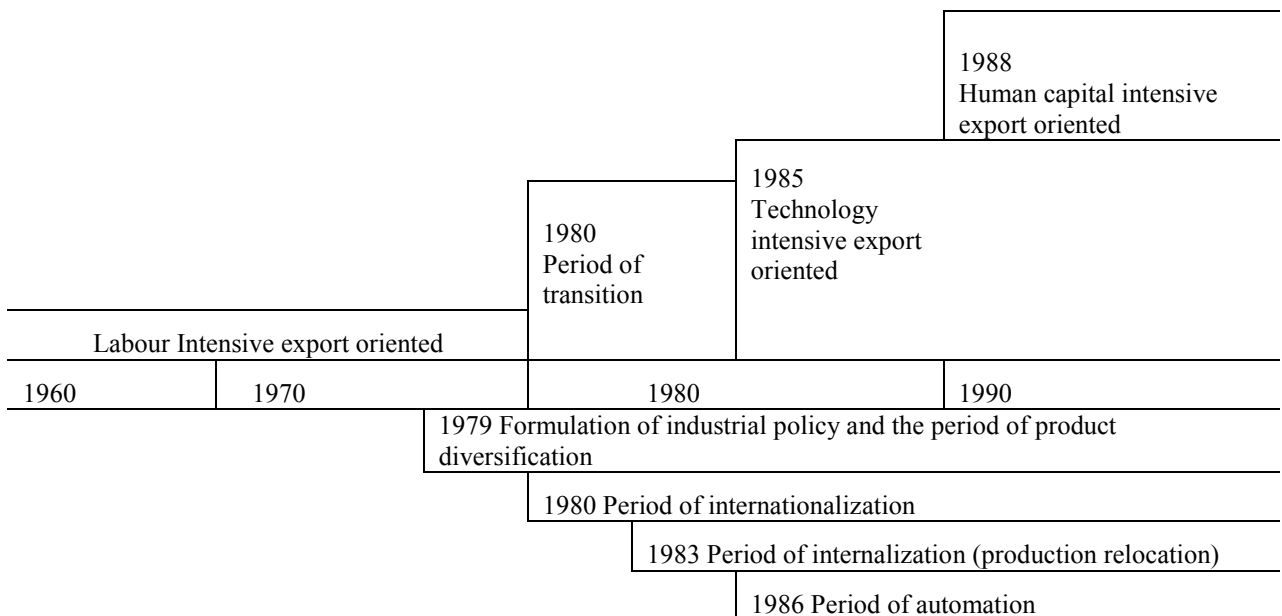 1988
Human capital intensive
export oriented
1985
Technology
intensive export
oriented
1980
Period of
transition
Labour Intensive export oriented
1960
1970
1980
1990
1979 Formulation of industrial policy and the period of product
diversification
1980 Period of internationalization
1983 Period of internalization (production relocation)
1986 Period of automation